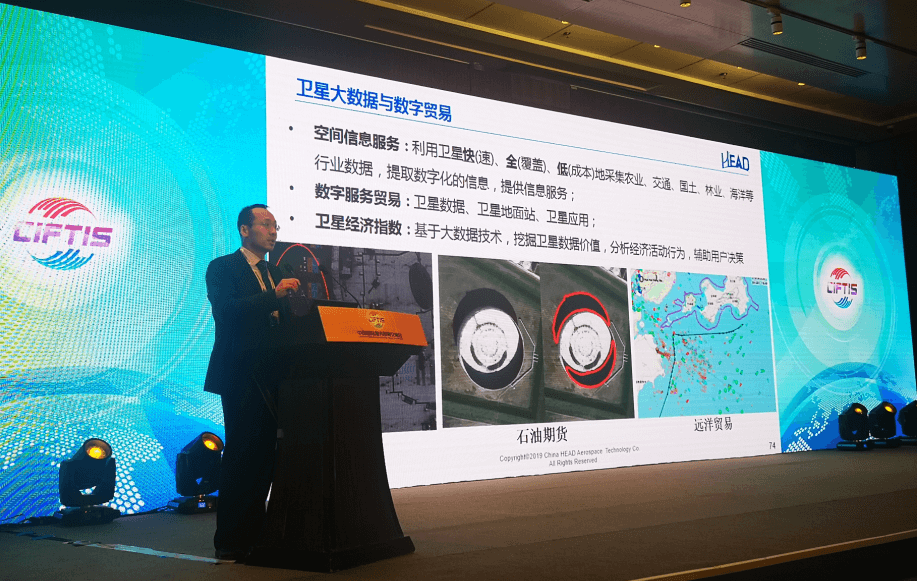 卫星大数据与数字贸易
HEAD
• 空间信息服务：利用卫星快(速)、全(覆盖)、低(成本)地采集农业、交通、国土、林业、海洋等
行业数据，提取数字化的信息，提供信息服务；
• 数字服务贸易：卫星数据、卫星地面站、卫星应用；
• 卫星经济指数：基于大数据技术，挖掘卫星数据价值，分析经济活动行为，辅助用户决策
CIFTIS
CIFTIS
石油期货
远洋贸易
Copyright©2019 China HEAD Aerospace Technology Co
All Rights Reserved
74